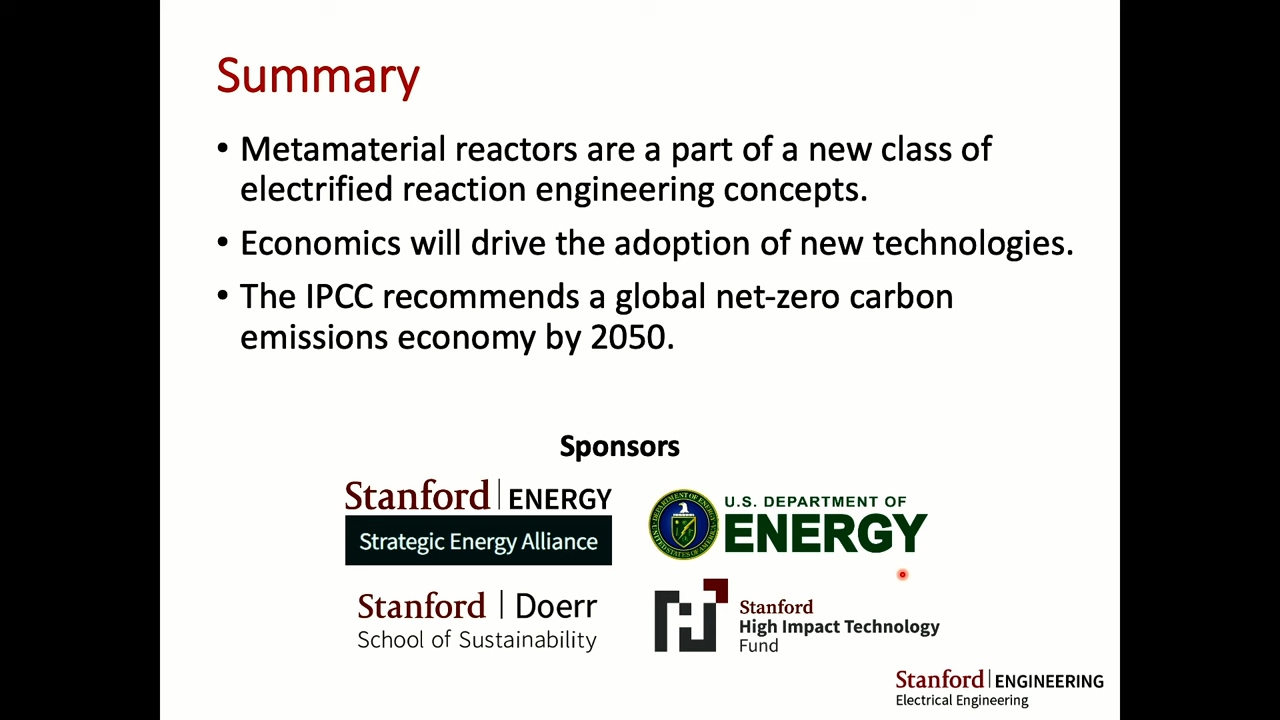 Summary
• Metamaterial reactors are a part of a new class of
electrified reaction engineering concepts.
• Economics will drive the adoption of new technologies.
• The IPCC recommends a global net-zero carbon
emissions economy by 2050.
Sponsors
Stanford | ENERGY
Strategic Energy Alliance
U.S. DEPARTMENT OF
ENERGY
Stanford | Doerr
School of Sustainability
Stanford
High Impact Technology
Fund
Stanford | ENGINEERING
Electrical Engineering